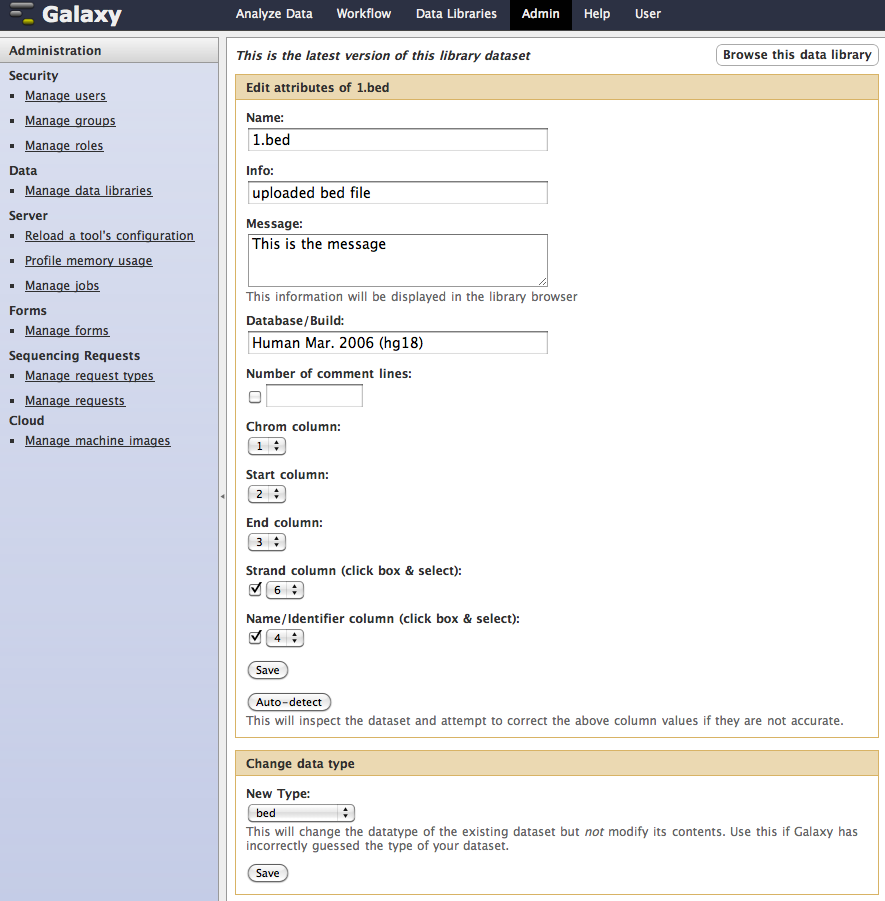 Galaxy
Analyze Data Workflow Data Libraries Admin Help User
Administration
Security
Manage users
Manage groups
Manage roles
Data
Manage data libraries
Server
Reload a tool's configuration
Profile memory usage
Manage jobs
Forms
Manage forms
Sequencing Requests
Manage request types
Manage requests
Cloud
Manage machine images
This is the latest version of this library dataset
Browse this data library
Edit attributes of 1.bed
Name:
1.bed
Info:
uploaded bed file
Message:
This is the message
This information will be displayed in the library browser
Database/Build:
Human Mar. 2006 (hg18)
Number of comment lines:
Chrom column:
1
Start column:
2
End column:
3
Strand column (click box & select):
6
Name/Identifier column (click box & select):
4
Save
Auto-detect
This will inspect the dataset and attempt to correct the above column values if they are not accurate.
Change data type
New Type:
bed
This will change the datatype of the existing dataset but not modify its contents. Use this if Galaxy has
incorrectly guessed the type of your dataset.
Save